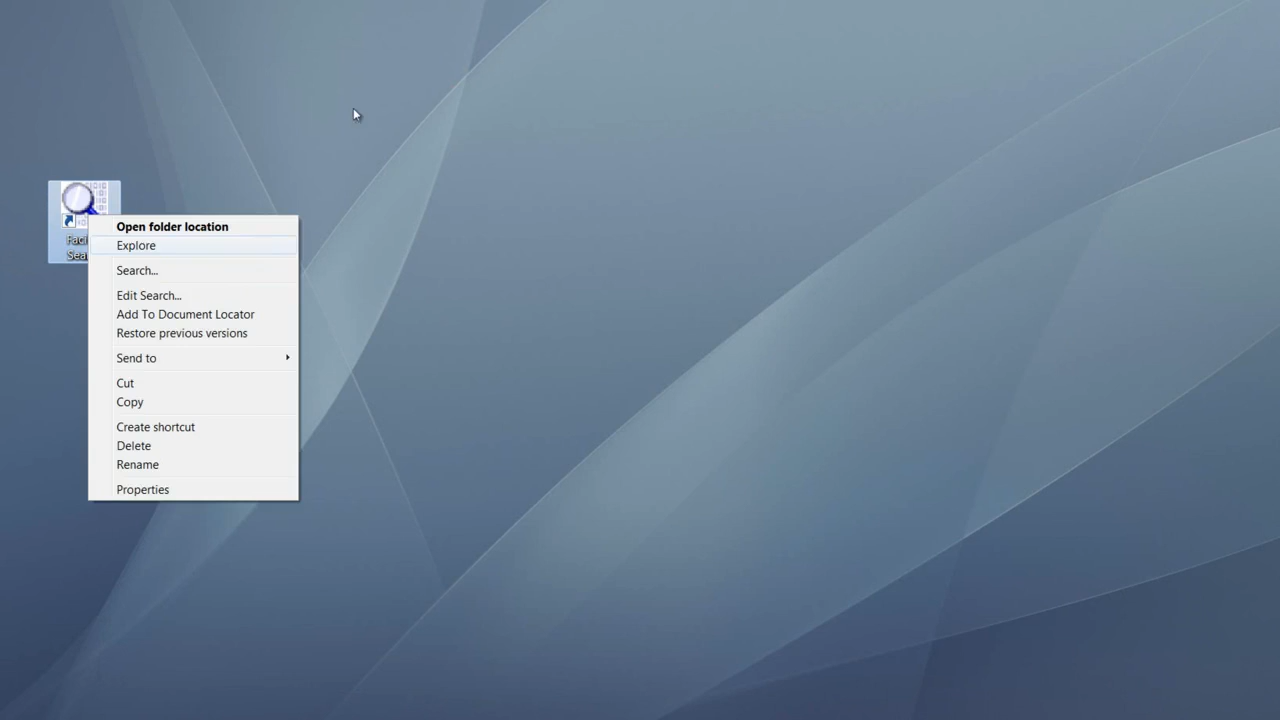 Open folder location
Explore
Search...
Edit Search...
Add To Document Locator
Restore previous versions
Send to
Cut
Copy
Create shortcut
Delete
Rename
Properties